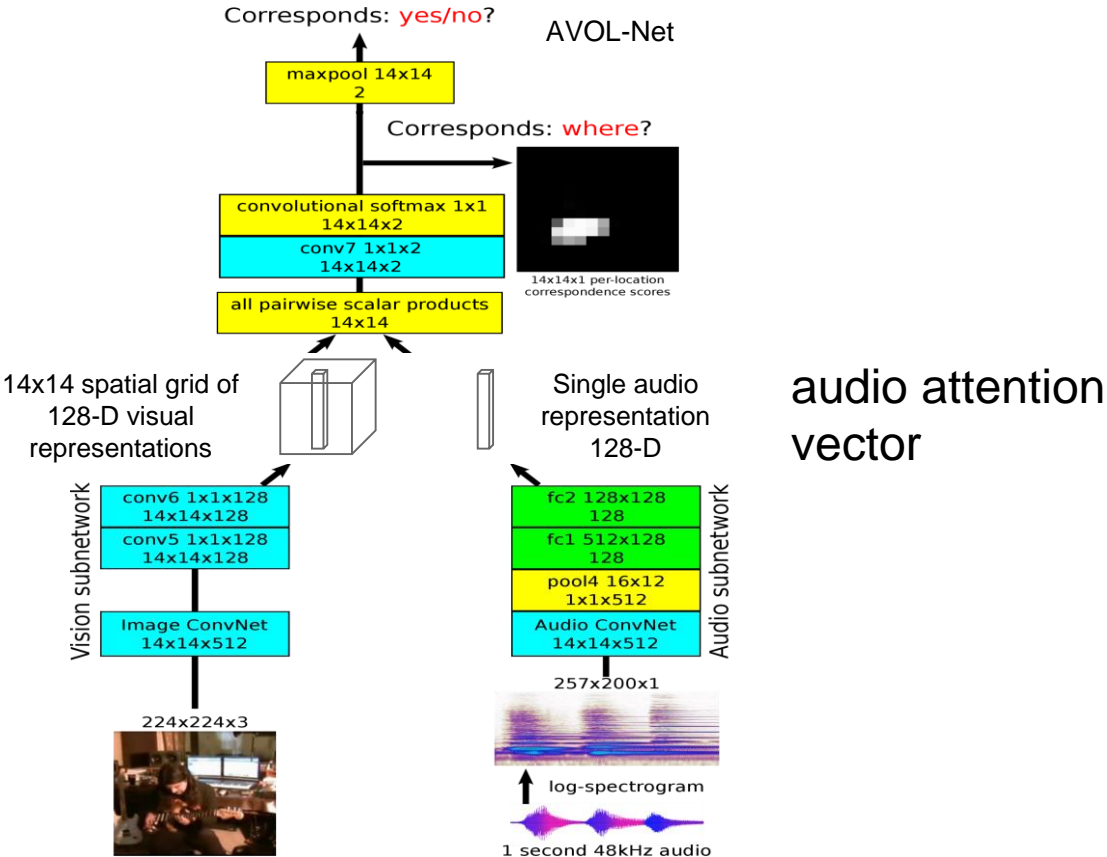 Corresponds: yes/no?
AVOL-Net
maxpool 14x14
2
Corresponds: where?
convolutional softmax 1x1
14x14x2
conv7 1x1x2
14x14x2
14x14x1 per-location
correspondence scores
all pairwise scalar products
14x14
14x14 spatial grid of
128-D visual
representations
Single audio
representation
128-D
audio attention
vector
Vision subnetwork
conv6 1x1x128
14x14x128
conv5 1x1x128
14x14x128
Image ConvNet
14x14x512
224x224x3
fc2 128x128
128
fc1 512x128
128
pool4 16x12
1x1x512
Audio ConvNet
14x14x512
Audio subnetwork
257x200x1
log-spectrogram
1 second 48kHz audio